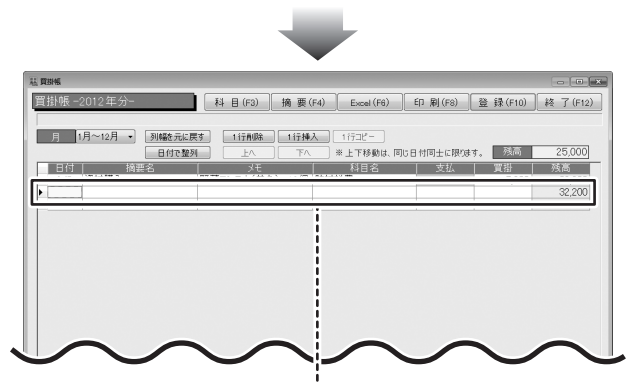 買掛帳
買掛帳 -2012年分-
科 目(F3) 摘 要(F4) Excel(F6) 印 刷(F8) 登 録(F10) 終 了(F12)
月 1月～12月 列幅を元に戻す 1行削除 1行挿入 1行コピー
日付で整列 上へ 下へ ※ 上下移動は、同じ日付同士に限ります。 残高 25,000
日付 摘要名 メモ 科目名 支払 買掛 残高
32,200